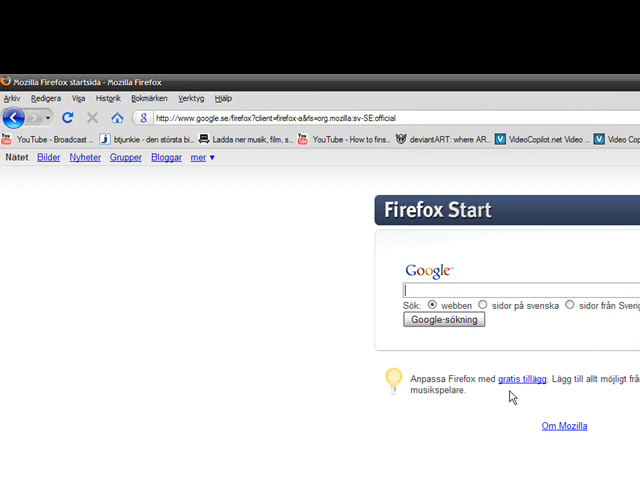 Mozilla Firefox startsida - Mozilla Firefox
Arkiv Redigera Visa Historik Bokmärken Verktyg Hjälp
http://www.google.se/firefox?client=firefox-a&rls=org.mozilla:sv-SE:official
YouTube - Broadcast ... btjunkie - den största bi... Ladda ner musik, film, s... YouTube - How to fins... deviantART: where AR... VideoCopilot.net Video ... Video Cop
Nätet Bilder Nyheter Grupper Bloggar mer ▼
Firefox Start
Google™
Sök: webben sidor på svenska sidor från Sverig
Google-sökning
Anpassa Firefox med gratis tillägg. Lägg till allt möjligt frå
musikspelare.
Om Mozilla